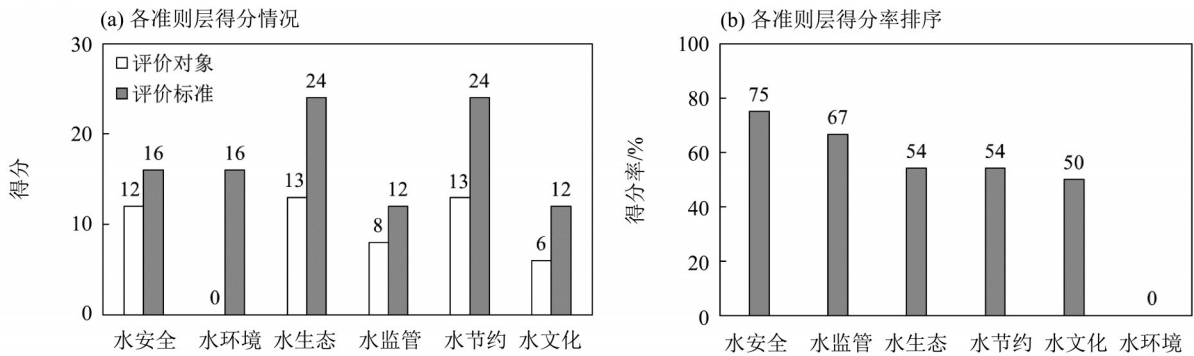 (a) 各准则层得分情况
30
20
10
0
得分
评价对象
评价标准
12
16
0
16
13
24
8
12
13
24
6
12
水安全
水环境
水生态
水监管
水节约
水文化
(b) 各准则层得分率排序
100
80
60
40
20
0
得分率/%
75
67
54
54
50
0
水安全
水监管
水生态
水节约
水文化
水环境